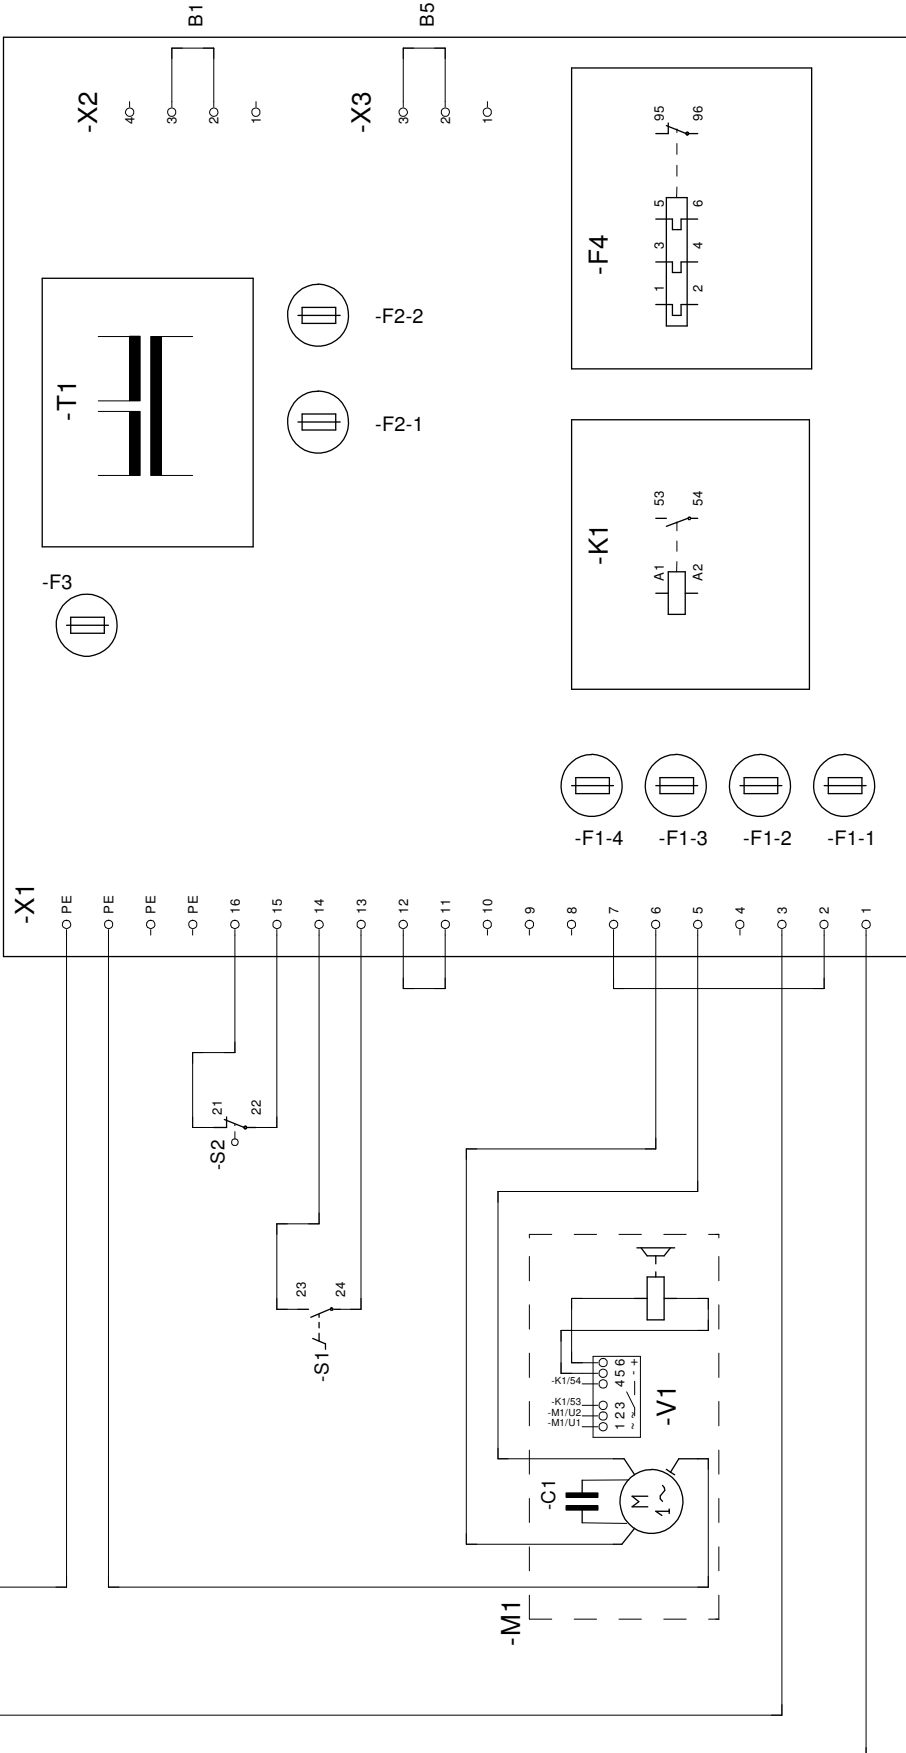 B1
B5
-X2
4
3
2
1
-X3
3
2
1
-T1
-F2-2
-F2-1
-F3
-F4
95
96
1
3
5
2
4
6
-K1
53
54
A1
A2
-F1-4
-F1-3
-F1-2
-F1-1
-X1
PE
PE
PE
PE
16
15
14
13
12
11
10
9
8
7
6
5
4
3
2
1
-S2
21
22
-S1
23
24
-K1/54
-K1/53
-M1/U2
-M1/U1
1 2 3 4 5 6
~ ~ - +
-V1
-C1
M
1~
-M1